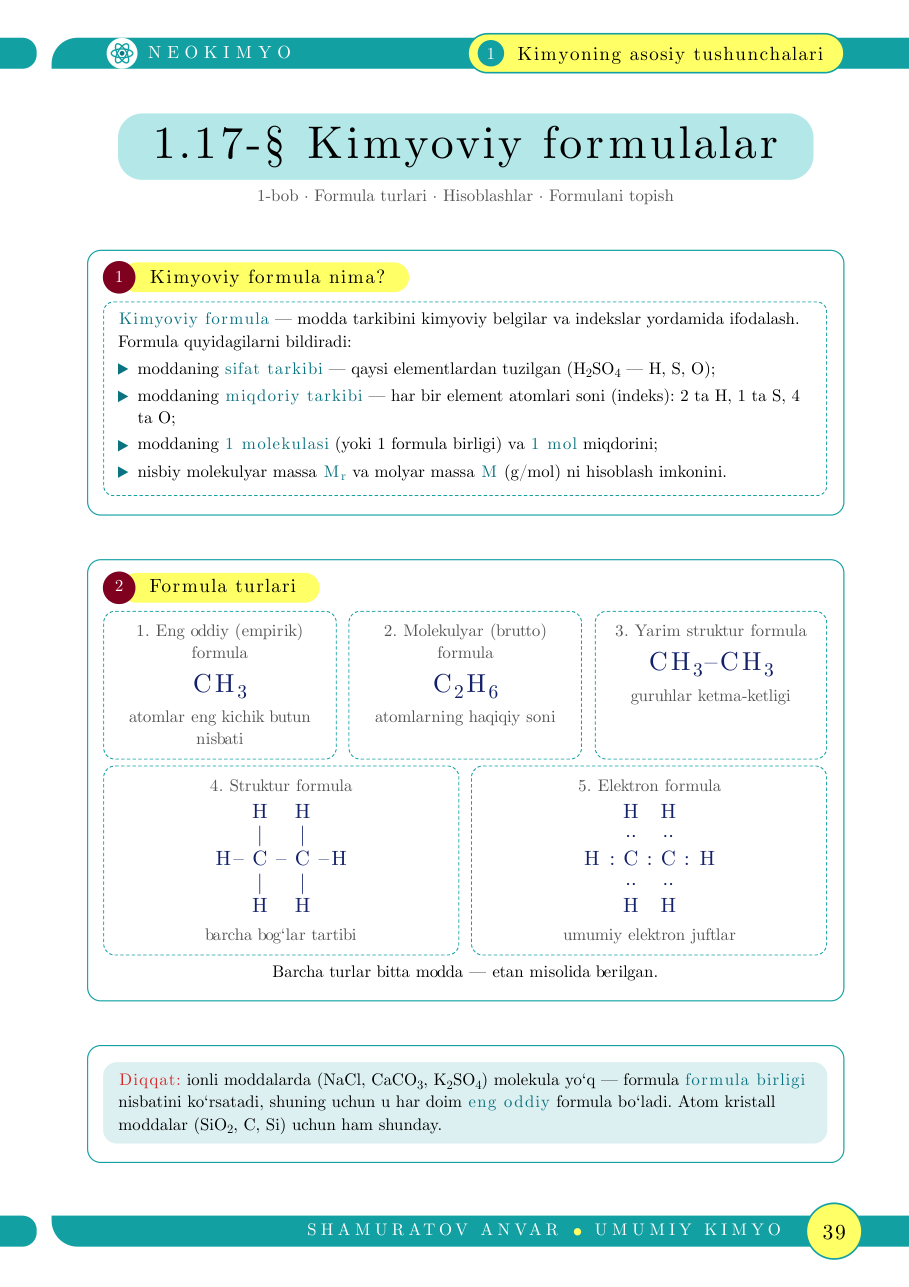 NEOKIMYO
1 Kimyoning asosiy tushunchalari
1.17-§ Kimyoviy formulalar
1-bob · Formula turlari · Hisoblashlar · Formulani topish
1 Kimyoviy formula nima?
Kimyoviy formula — modda tarkibini kimyoviy belgilar va indekslar yordamida ifodalash.
Formula quyidagilarni bildiradi:
▶ moddaning sifat tarkibi — qaysi elementlardan tuzilgan (H₂SO₄ — H, S, O);
▶ moddaning miqdoriy tarkibi — har bir element atomlari soni (indeks): 2 ta H, 1 ta S, 4
ta O;
▶ moddaning 1 molekulasi (yoki 1 formula birligi) va 1 mol miqdorini;
▶ nisbiy molekulyar massa Mᵣ va molyar massa M (g/mol) ni hisoblash imkonini.
2 Formula turlari
1. Eng oddiy (empirik)
formula
CH₃
atomlar eng kichik butun
nisbati
2. Molekulyar (brutto)
formula
C₂H₆
atomlarning haqiqiy soni
3. Yarim struktur formula
CH₃–CH₃
guruhlar ketma-ketligi
4. Struktur formula
H H
| |
H– C – C –H
| |
H H
barcha bog‘lar tartibi
5. Elektron formula
H H
.. ..
H : C : C : H
.. ..
H H
umumiy elektron juftlar
Barcha turlar bitta modda — etan misolida berilgan.
Diqqat: ionli moddalarda (NaCl, CaCO₃, K₂SO₄) molekula yo‘q — formula formula birligi
nisbatini ko‘rsatadi, shuning uchun u har doim eng oddiy formula bo‘ladi. Atom kristall
moddalar (SiO₂, C, Si) uchun ham shunday.
SHAMURATOV ANVAR • UMUMIY KIMYO
39